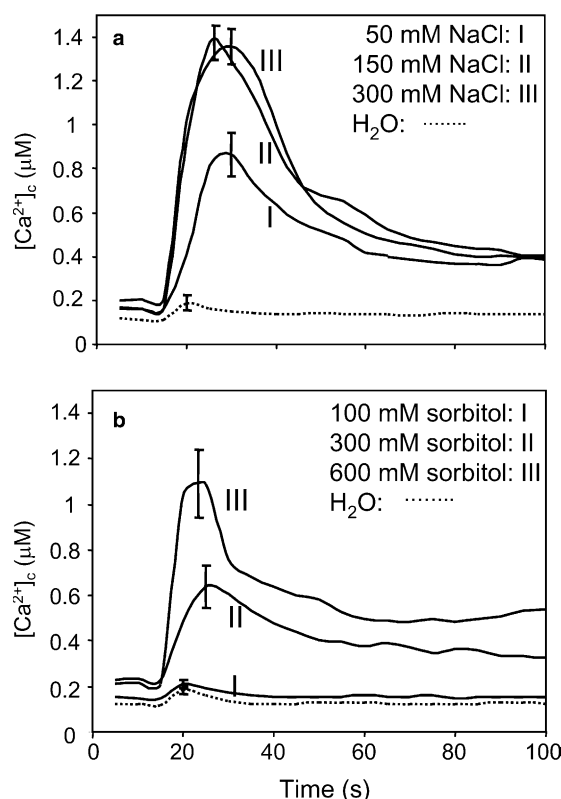 a
50 mM NaCl: I
150 mM NaCl: II
300 mM NaCl: III
H2O:
[Ca2+]c (µM)
1.4
1.2
1
0.8
0.6
0.4
0.2
0
III
II
I
b
100 mM sorbitol: I
300 mM sorbitol: II
600 mM sorbitol: III
H2O:
[Ca2+]c (µM)
1.4
1.2
1
0.8
0.6
0.4
0.2
0
III
II
I
0 20 40 60 80 100
Time (s)